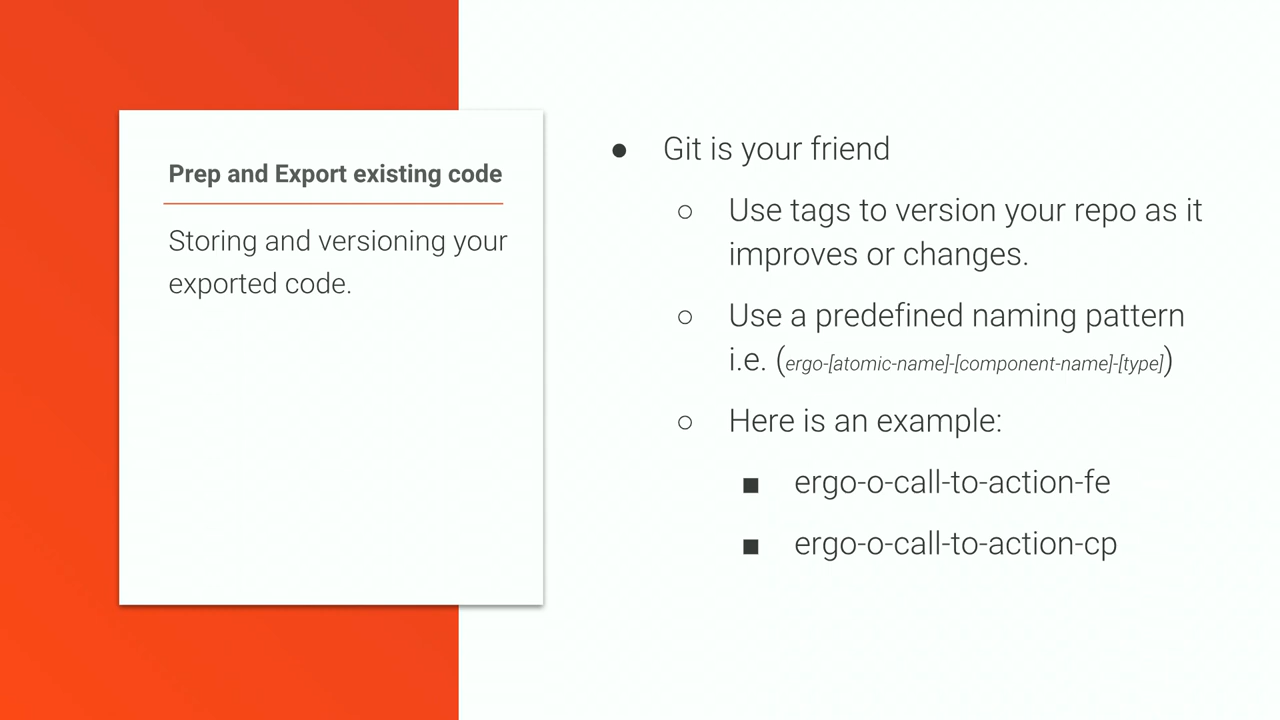 Prep and Export existing code
Storing and versioning your
exported code.
● Git is your friend
○ Use tags to version your repo as it
improves or changes.
○ Use a predefined naming pattern
i.e. (ergo-[atomic-name]-[component-name]-[type])
○ Here is an example:
■ ergo-o-call-to-action-fe
■ ergo-o-call-to-action-cp